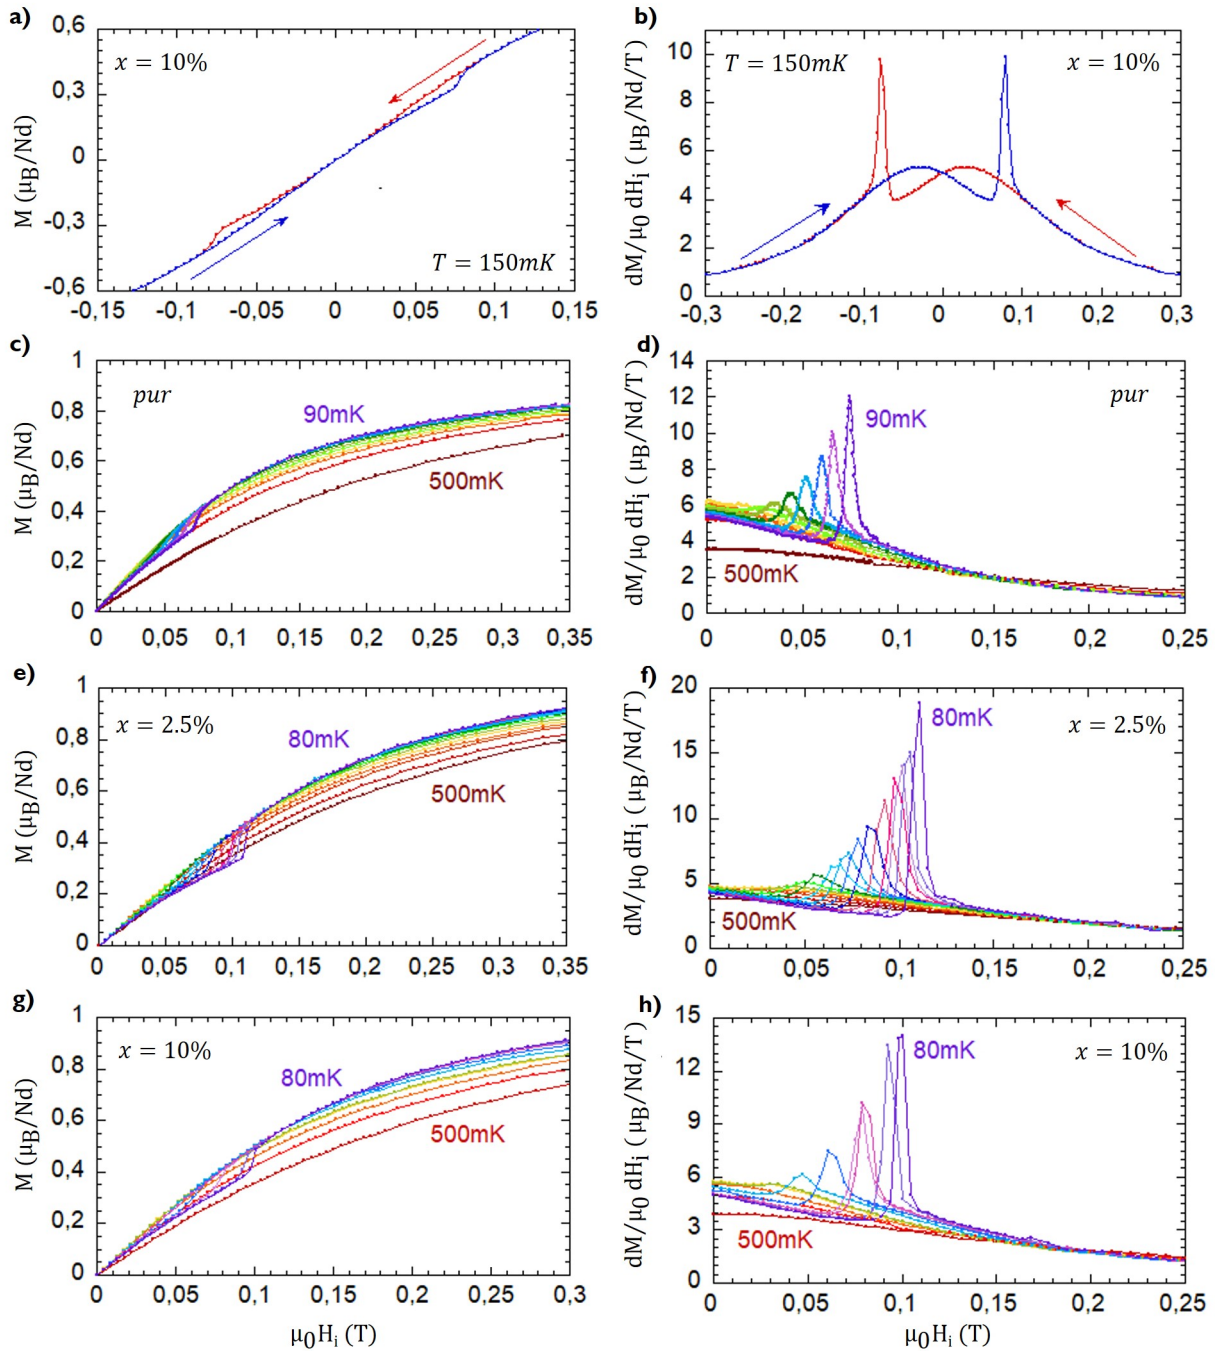 a)
x = 10%
M (μB/Nd)
0,6
0,3
0
-0,3
-0,6
T = 150mK
-0,15 -0,1 -0,05 0 0,05 0,1 0,15
b)
T = 150mK x = 10%
dM/μ0 dHi ( μB/Nd/T)
10
8
6
4
2
0
-0,3 -0,2 -0,1 0 0,1 0,2 0,3
c)
pur
90mK
500mK
M (μB/Nd)
1
0,8
0,6
0,4
0,2
0
0 0,05 0,1 0,15 0,2 0,25 0,3 0,35
d)
pur
90mK
500mK
dM/μ0 dHi ( μB/Nd/T)
14
12
10
8
6
4
2
0
0 0,05 0,1 0,15 0,2 0,25
e)
x = 2.5%
80mK
500mK
M (μB/Nd)
1
0,8
0,6
0,4
0,2
0
0 0,05 0,1 0,15 0,2 0,25 0,3 0,35
f)
80mK
x = 2.5%
500mK
dM/μ0 dHi ( μB/Nd/T)
20
15
10
5
0
0 0,05 0,1 0,15 0,2 0,25
g)
x = 10%
80mK
500mK
M (μB/Nd)
1
0,8
0,6
0,4
0,2
0
0 0,05 0,1 0,15 0,2 0,25 0,3
μ0Hi (T)
h)
80mK
x = 10%
500mK
dM/μ0 dHi ( μB/Nd/T)
15
12
9
6
3
0
0 0,05 0,1 0,15 0,2 0,25
μ0Hi (T)